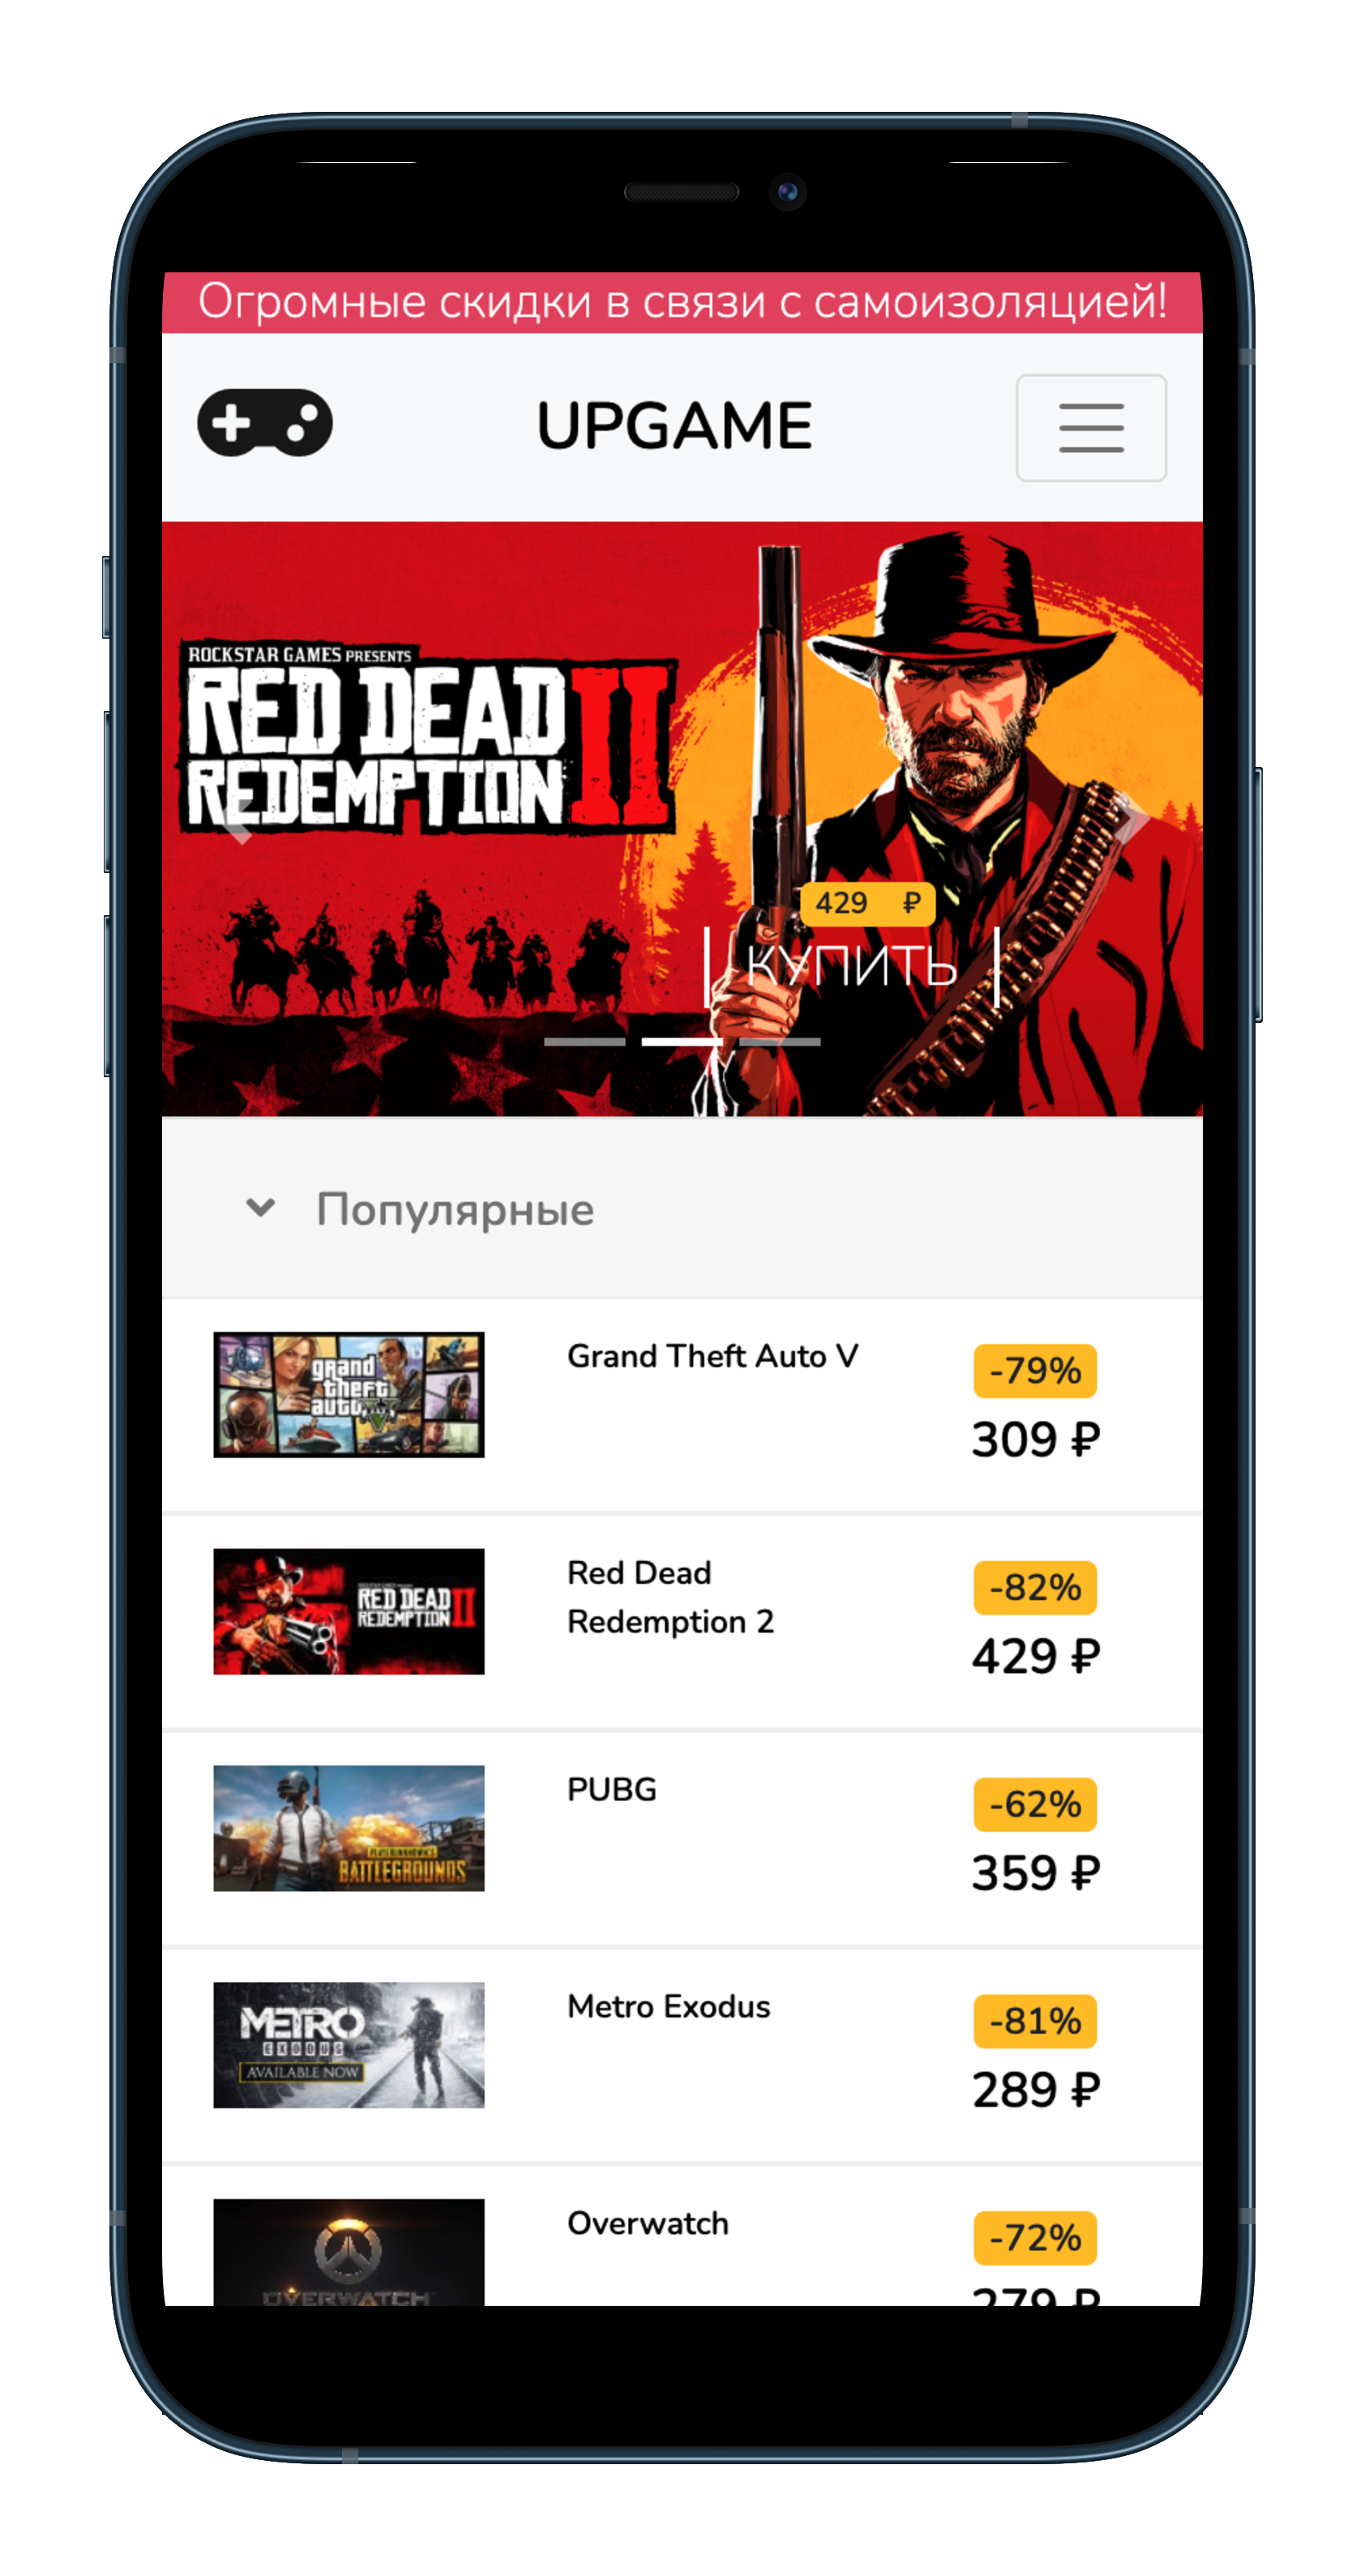 Огромные скидки в связи с самоизоляцией!
UPGAME
ROCKSTAR GAMES PRESENTS
RED DEAD
REDEMPTION II
429 ₽
КУПИТЬ
Популярные
grand
theft
auto V
Grand Theft Auto V
-79%
309 ₽
RED DEAD
REDEMPTION II
Red Dead
Redemption 2
-82%
429 ₽
BATTLEGROUNDS
PUBG
-62%
359 ₽
METRO
EXODUS
AVAILABLE NOW
Metro Exodus
-81%
289 ₽
OVERWATCH
Overwatch
-72%
279 ₽